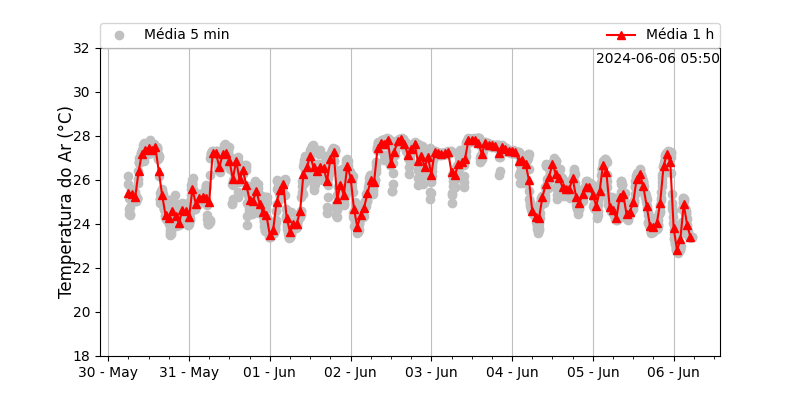 Média 5 min
Média 1 h
2024-06-06 05:50
Temperatura do Ar (°C)
32
30
28
26
24
22
20
18
30 - May
31 - May
01 - Jun
02 - Jun
03 - Jun
04 - Jun
05 - Jun
06 - Jun